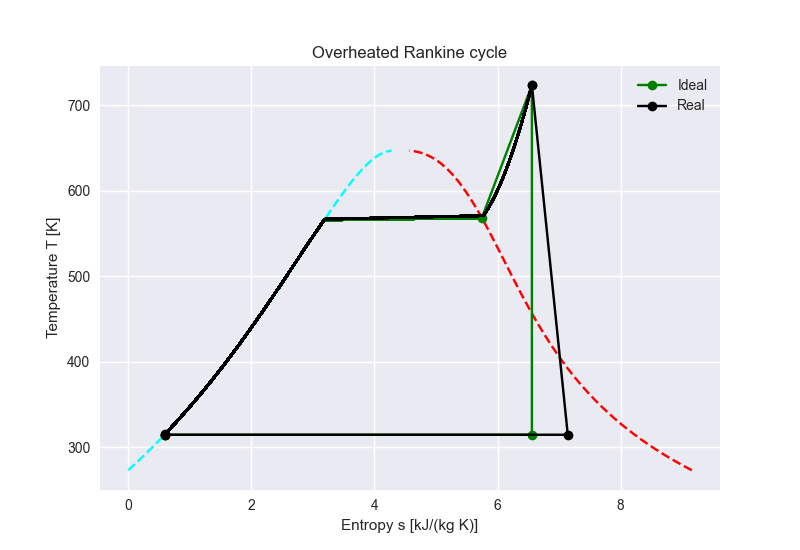 Overheated Rankine cycle
Ideal
Real
700
600
500
400
300
Temperature T [K]
0 2 4 6 8
Entropy s [kJ/(kg K)]